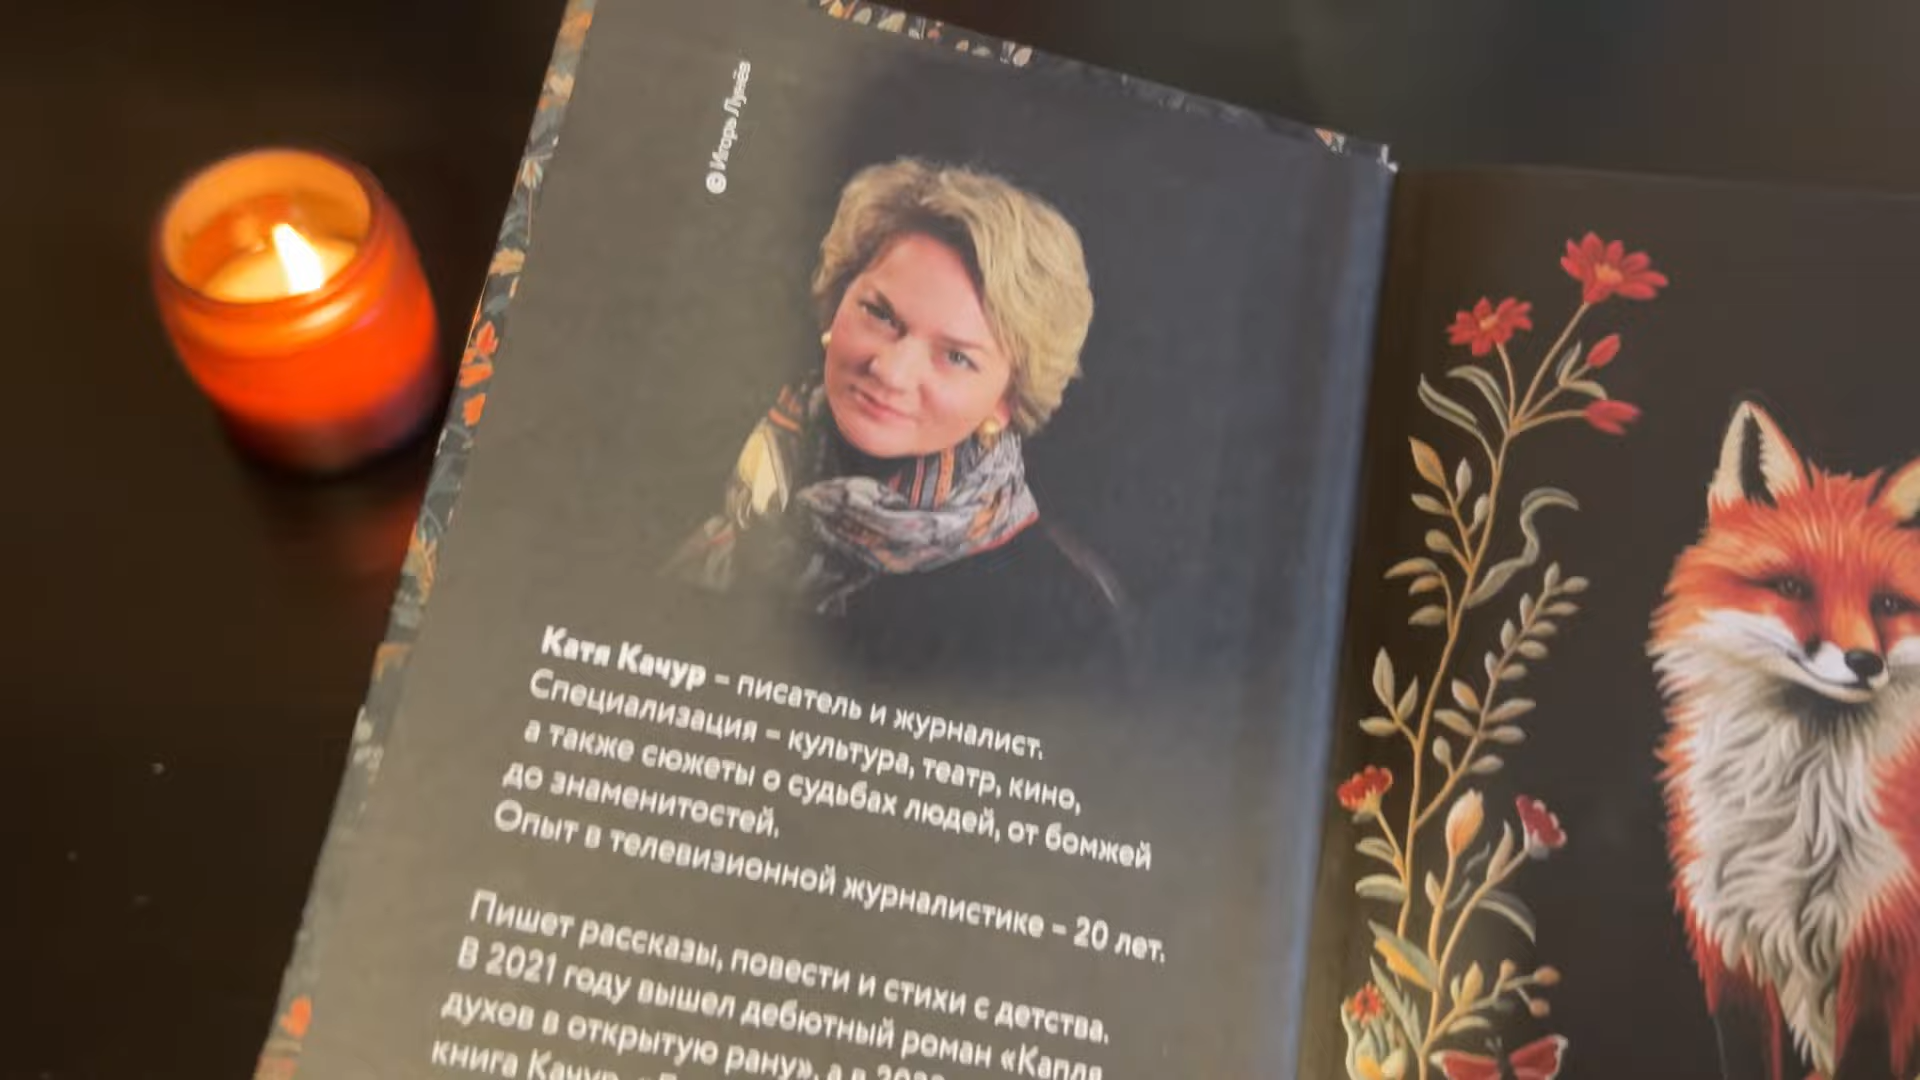 © Игорь Лунёв
Катя Качур – писатель и журналист.
Специализация – культура, театр, кино,
а также сюжеты о судьбах людей, от бомжей
до знаменитостей.
Опыт в телевизионной журналистике – 20 лет.
Пишет рассказы, повести и стихи с детства.
В 2021 году вышел дебютный роман «Капля
духов в открытую рану», а в
книга Качур